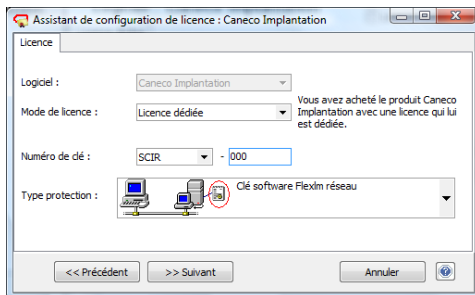 Assistant de configuration de licence : Caneco Implantation
Licence
Logiciel :
Caneco Implantation
Mode de licence :
Licence dédiée
Vous avez acheté le produit Caneco
Implantation avec une licence qui lui
est dédiée.
Numéro de clé :
SCIR
-
000
Type protection :
Clé software Flexlm réseau
<< Précédent
>> Suivant
Annuler